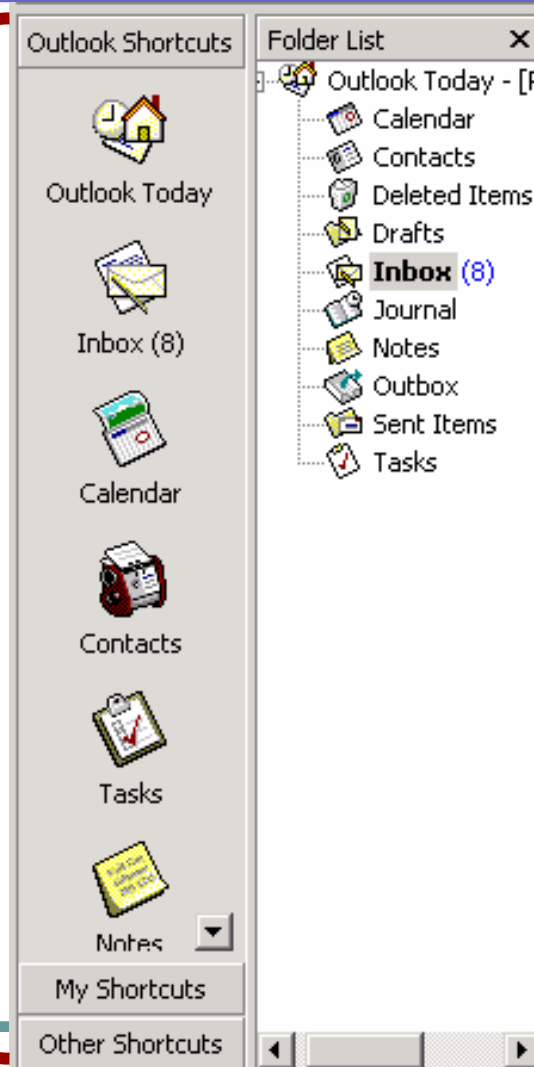 Outlook Shortcuts
Outlook Today
Inbox (8)
Calendar
Contacts
Tasks
Notes
My Shortcuts
Other Shortcuts
Folder List
Outlook Today - [
Calendar
Contacts
Deleted Items
Drafts
Inbox (8)
Journal
Notes
Outbox
Sent Items
Tasks